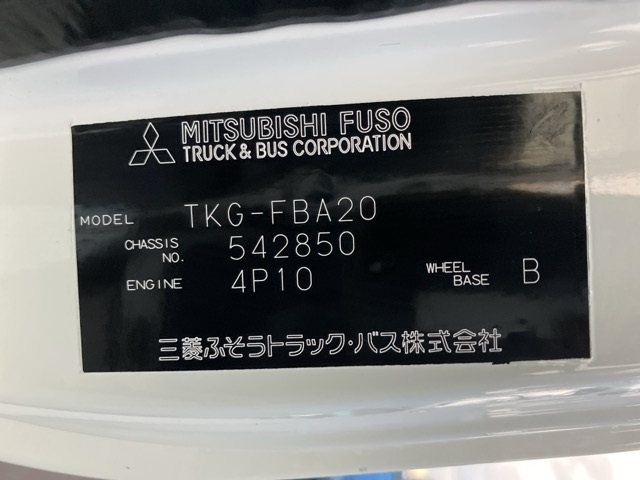 MITSUBISHI FUSO
TRUCK & BUS CORPORATION
MODEL TKG-FBA20
CHASSIS NO. 542850
ENGINE 4P10 WHEEL BASE B
三菱ふそうトラック・バス株式会社